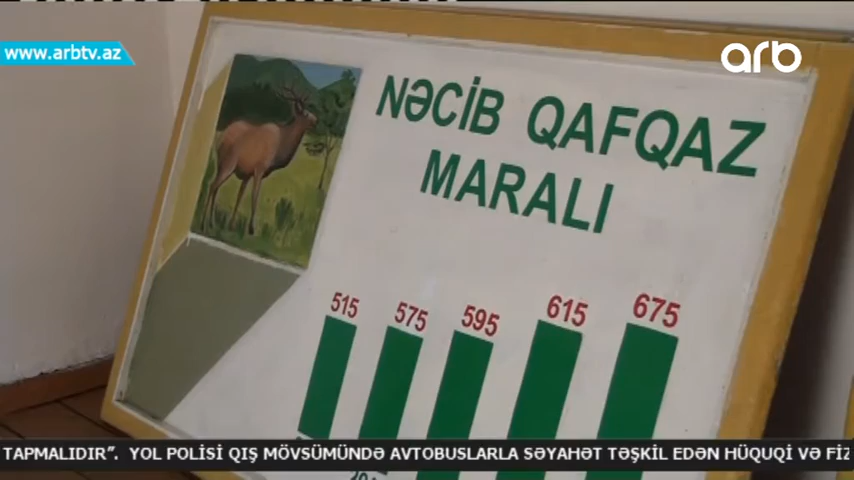 www.arbtv.az
arb
NƏCİB QAFQAZ
MARALI
515 575 595 615 675
TAPMALIDIR”. YOL POLİSİ QIŞ MÖVSÜMÜNDƏ AVTOBUSLARLA SƏYAHƏT TƏŞKİL EDƏN HÜQUQİ VƏ FİZ